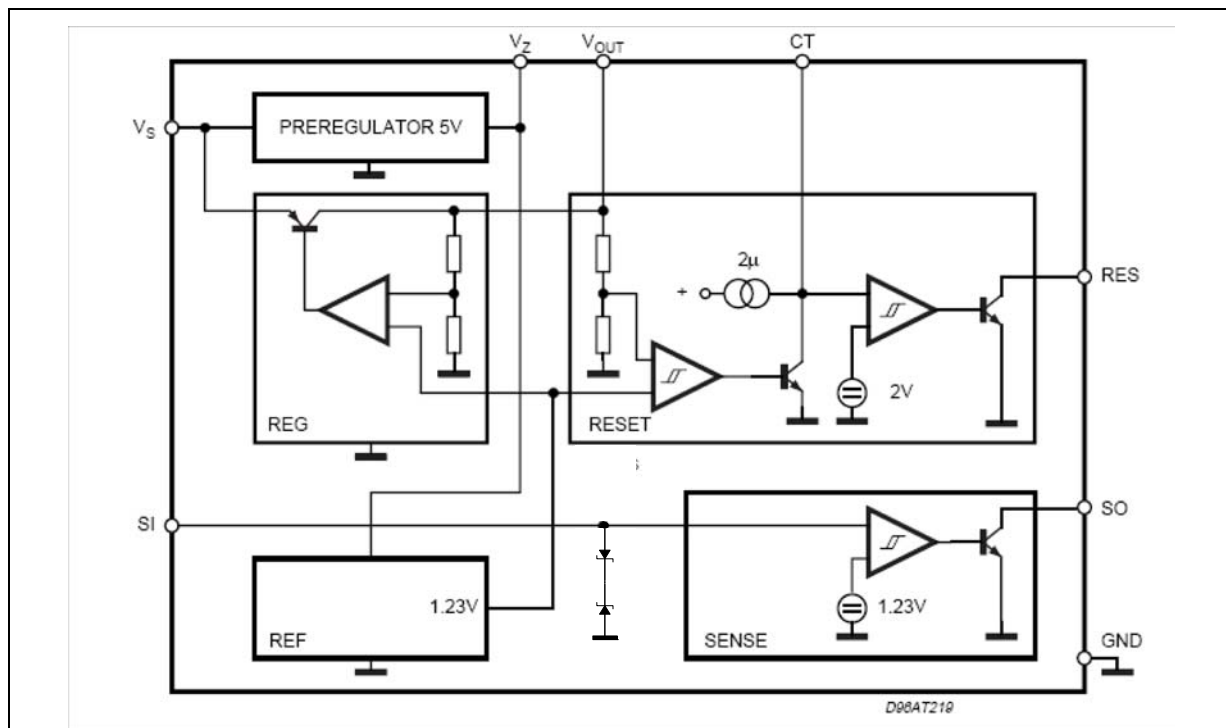 VZ
VOUT
CT
VS
PREREGULATOR 5V
2μ
+
RES
2V
REG
RESET
s
SI
SO
1.23V
1.23V
REF
SENSE
GND
D96AT219